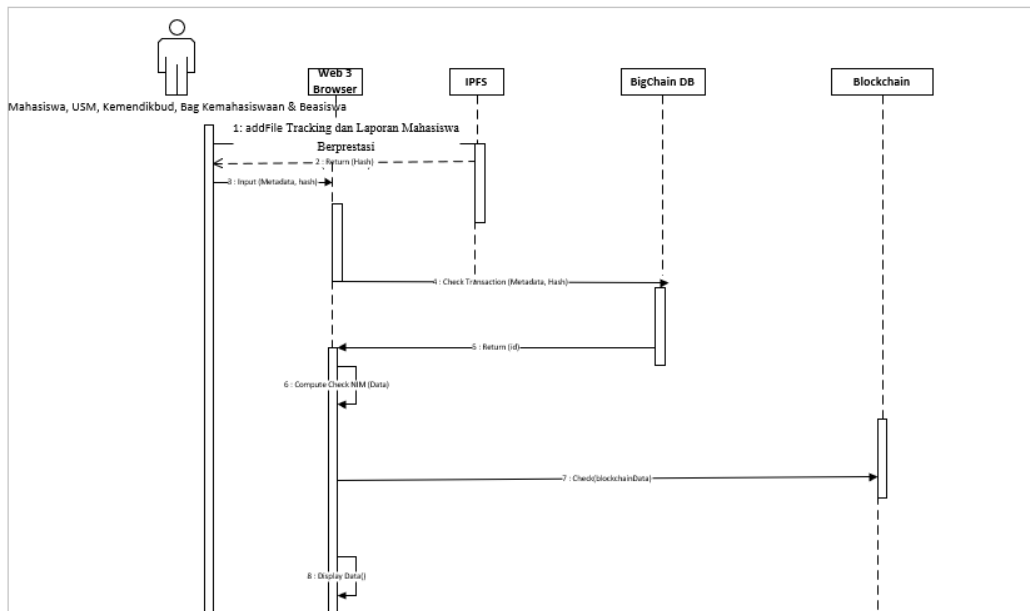 Web 3
Browser
IPFS
BigChain DB
Blockchain
Mahasiswa, USM, Kemendikbud, Bag Kemahasiswaan & Beasiswa
1: addFile Tracking dan Laporan Mahasiswa
Berprestasi
2 : Return (Hash)
3 : Input (Metadata, hash)
4 : Check Transaction (Metadata, Hash)
5 : Return (id)
6 : Compute Check NIM (Data)
7 : Check(blockchainData)
8 : Display Data()